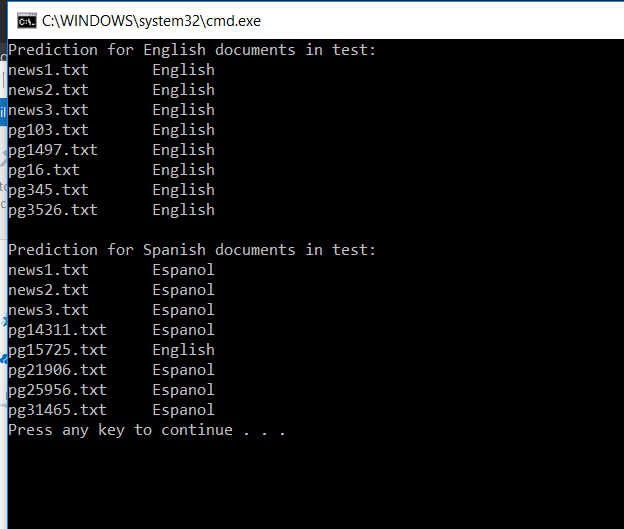 C:\WINDOWS\system32\cmd.exe
Prediction for English documents in test:
news1.txt       English
news2.txt       English
news3.txt       English
pg103.txt       English
pg1497.txt      English
pg16.txt        English
pg345.txt       English
pg3526.txt      English
Prediction for Spanish documents in test:
news1.txt       Espanol
news2.txt       Espanol
news3.txt       Espanol
pg14311.txt     Espanol
pg15725.txt     English
pg21906.txt     Espanol
pg25956.txt     Espanol
pg31465.txt     Espanol
Press any key to continue . . .